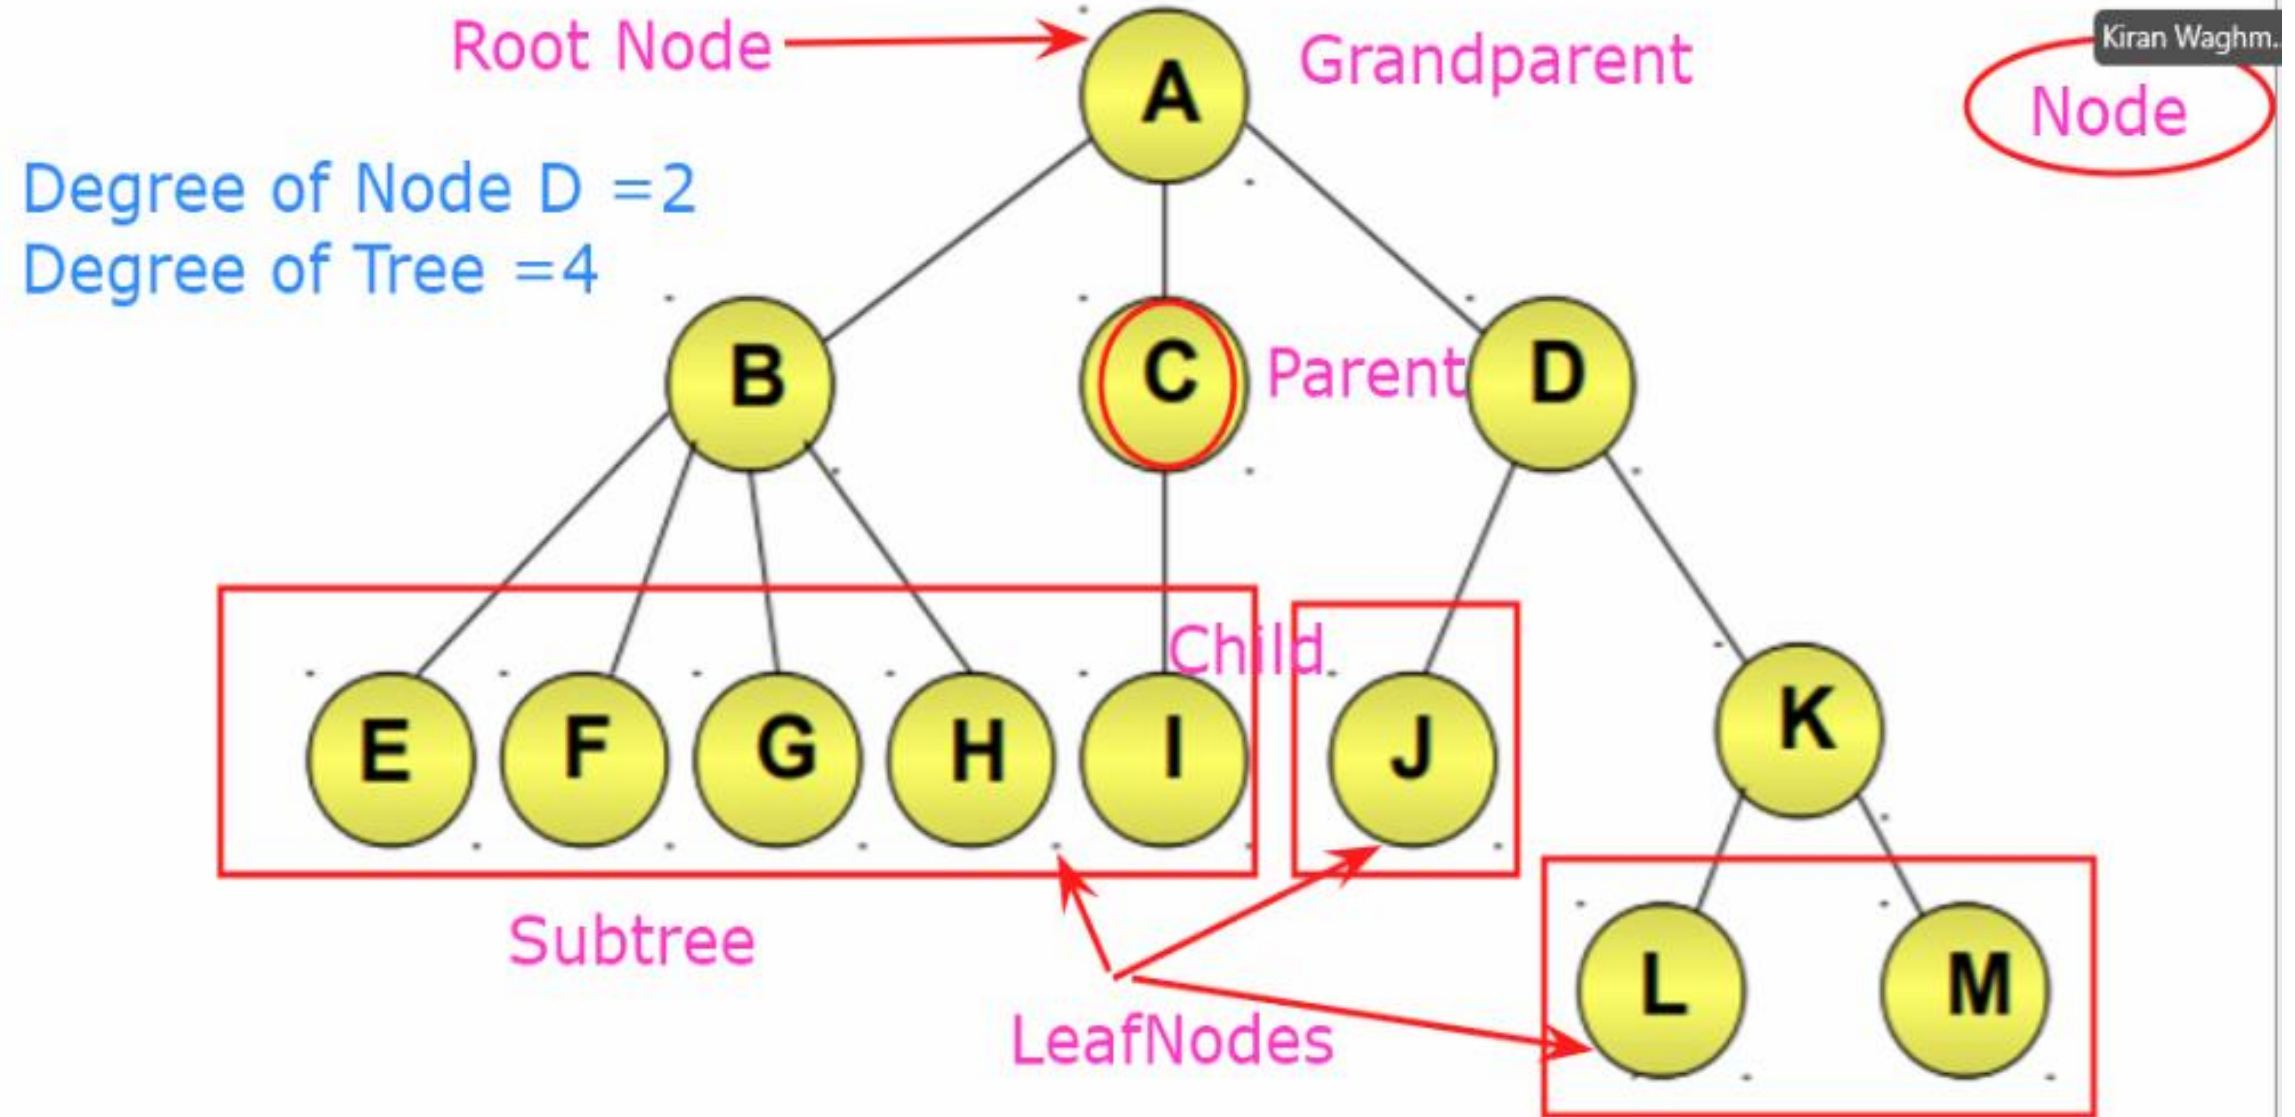 Root Node
A
Grandparent
Kiran Waghm..
Node
Degree of Node D =2
Degree of Tree =4
B
C
Parent
D
Child
E
F
G
H
I
J
K
Subtree
LeafNodes
L
M